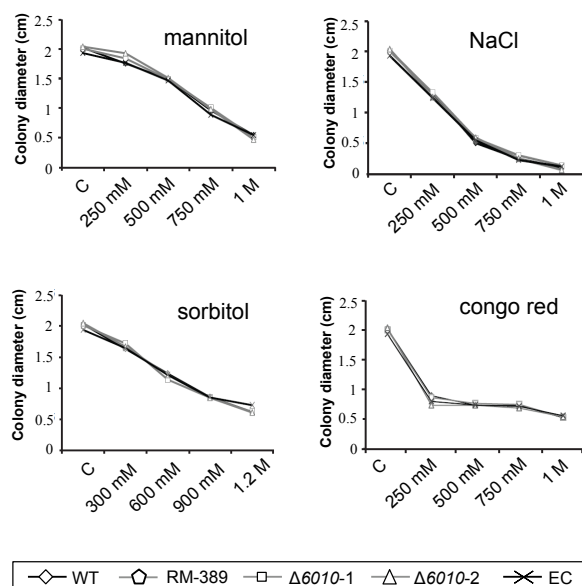 mannitol
Colony diameter (cm)
2.5
2
1.5
1
0.5
0
C
250 mM
500 mM
750 mM
1 M
NaCl
Colony diameter (cm)
2.5
2
1.5
1
0.5
0
C
250 mM
500 mM
750 mM
1 M
sorbitol
Colony diameter (cm)
2.5
2
1.5
1
0.5
0
C
300 mM
600 mM
900 mM
1.2 M
congo red
Colony diameter (cm)
2.5
2
1.5
1
0.5
0
C
250 mM
500 mM
750 mM
1 M
WT RM-389 Δ6010-1 Δ6010-2 EC